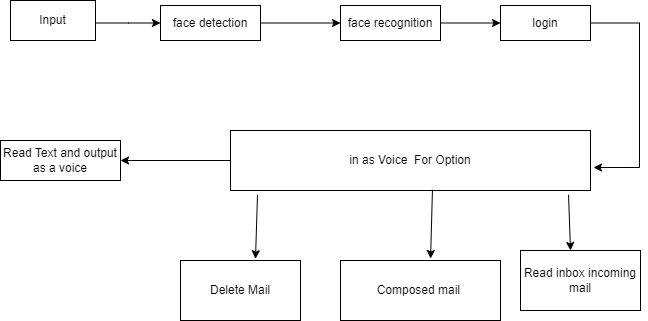 Input
face detection
face recognition
login
Read Text and output
as a voice
in as Voice For Option
Delete Mail
Composed mail
Read inbox incoming
mail